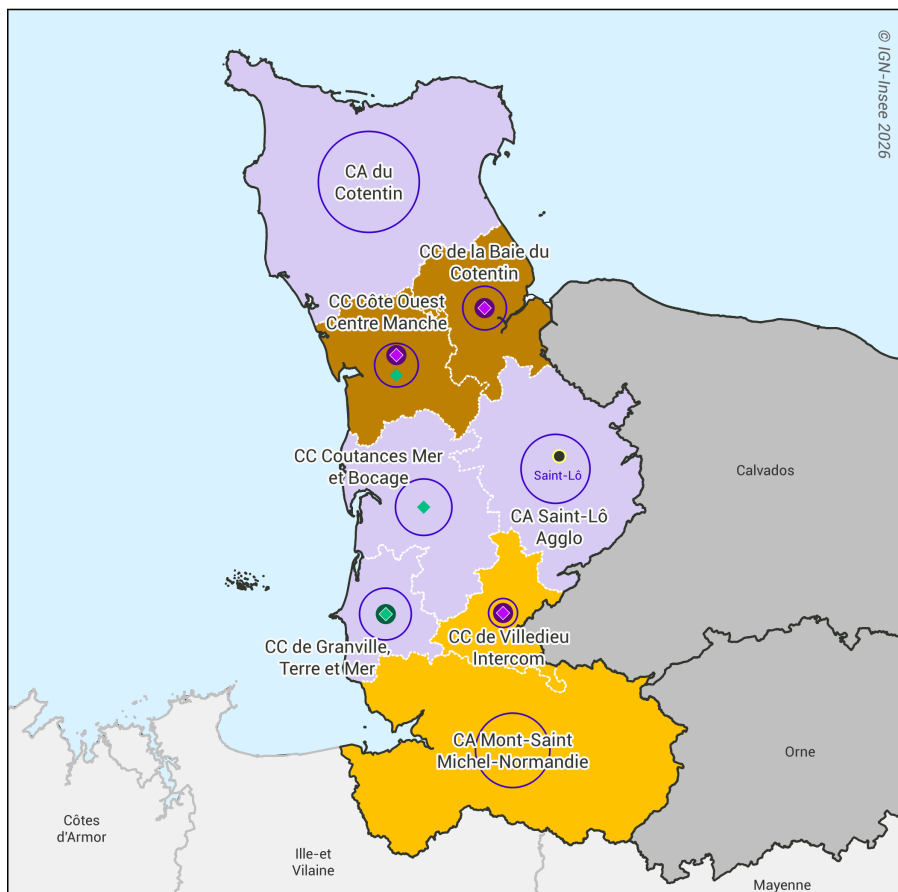 © IGN-Insee 2026
CA du
Cotentin
CC de la Baie du
Cotentin
CC Côte Ouest
Centre Manche
CC Coutances Mer
et Bocage
Saint-Lô
CA Saint-Lô
Agglo
Calvados
CC de Granville,
Terre et Mer
CC de Villedieu
Intercom
CA Mont-Saint
Michel-Normandie
Orne
Côtes
d'Armor
Ille-et
Vilaine
Mayenne